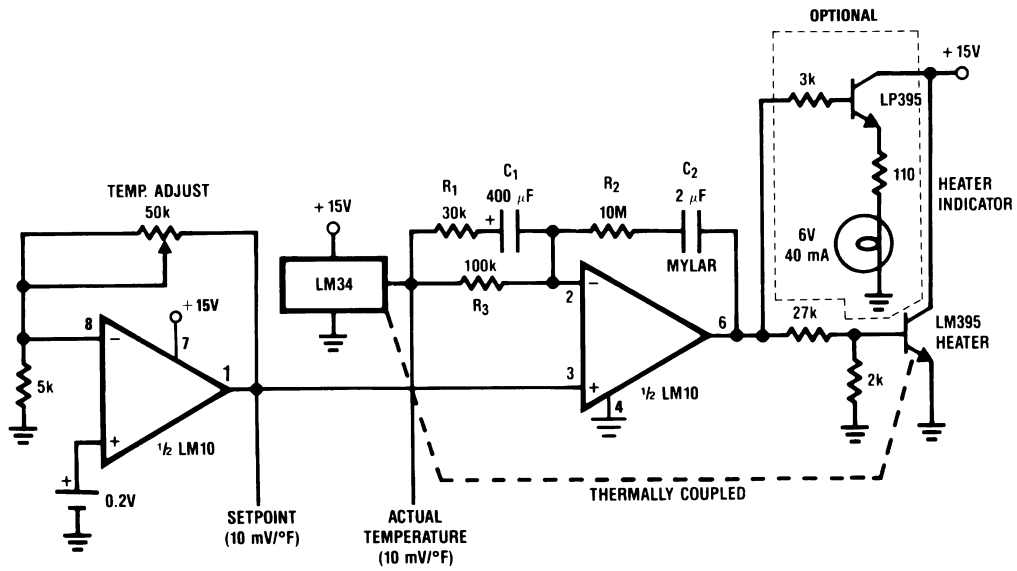 OPTIONAL
+ 15V
3k
LP395
110
HEATER
INDICATOR
6V
40 mA
TEMP. ADJUST
50k
+ 15V
LM34
R1
30k
C1
400 μF
+
R2
10M
C2
2 μF
MYLAR
100k
R3
+ 15V
7
8
−
1
5k
+
½ LM10
+
0.2V
2
−
6
3
+
4
½ LM10
27k
2k
LM395
HEATER
THERMALLY COUPLED
SETPOINT
(10 mV/°F)
ACTUAL
TEMPERATURE
(10 mV/°F)